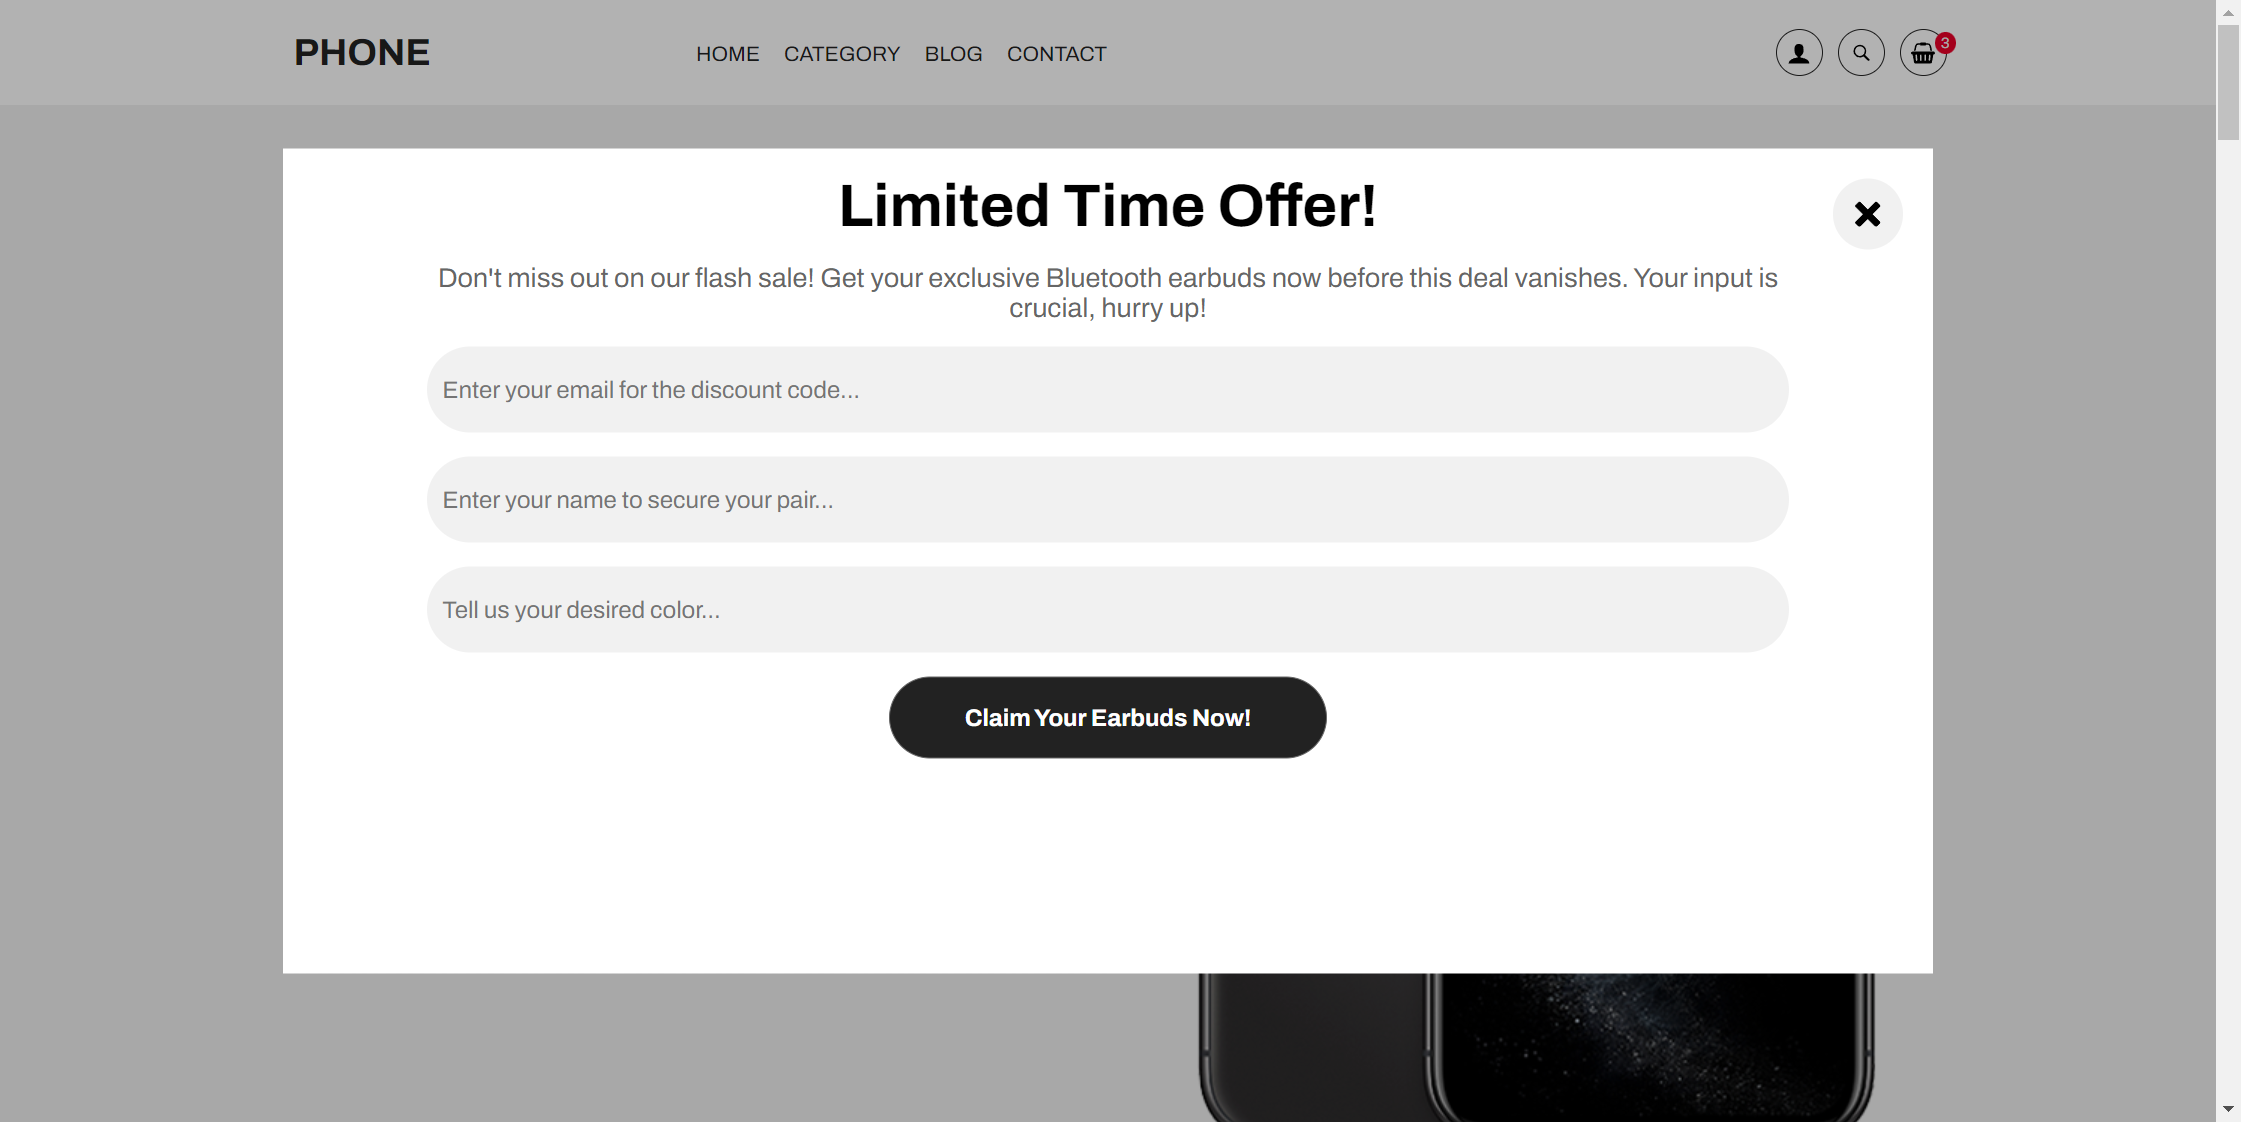 PHONE
HOME CATEGORY BLOG CONTACT
3
Limited Time Offer!
Don't miss out on our flash sale! Get your exclusive Bluetooth earbuds now before this deal vanishes. Your input is
crucial, hurry up!
Enter your email for the discount code...
Enter your name to secure your pair...
Tell us your desired color...
Claim Your Earbuds Now!